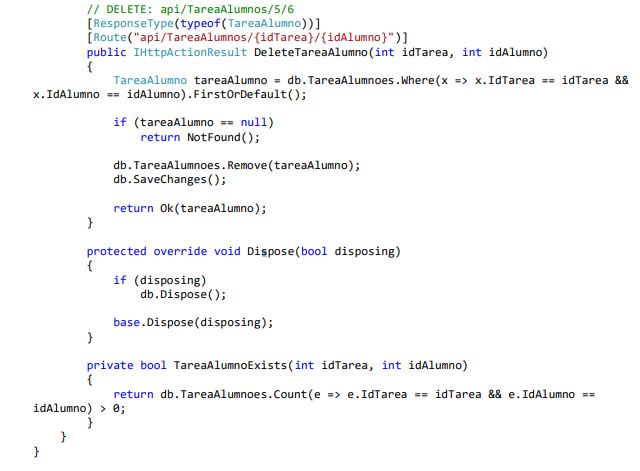 // DELETE: api/TareaAlumnos/5/6
[ResponseType(typeof(TareaAlumno))]
[Route("api/TareaAlumnos/{idTarea}/{idAlumno}")]
public IHttpActionResult DeleteTareaAlumno(int idTarea, int idAlumno)
{
TareaAlumno tareaAlumno = db.TareaAlumnoes.Where(x => x.IdTarea == idTarea &&
x.IdAlumno == idAlumno).FirstOrDefault();
if (tareaAlumno == null)
return NotFound();
db.TareaAlumnoes.Remove(tareaAlumno);
db.SaveChanges();
return Ok(tareaAlumno);
}
protected override void Dispose(bool disposing)
{
if (disposing)
db.Dispose();
base.Dispose(disposing);
}
private bool TareaAlumnoExists(int idTarea, int idAlumno)
{
return db.TareaAlumnoes.Count(e => e.IdTarea == idTarea && e.IdAlumno ==
idAlumno) > 0;
}
}
}